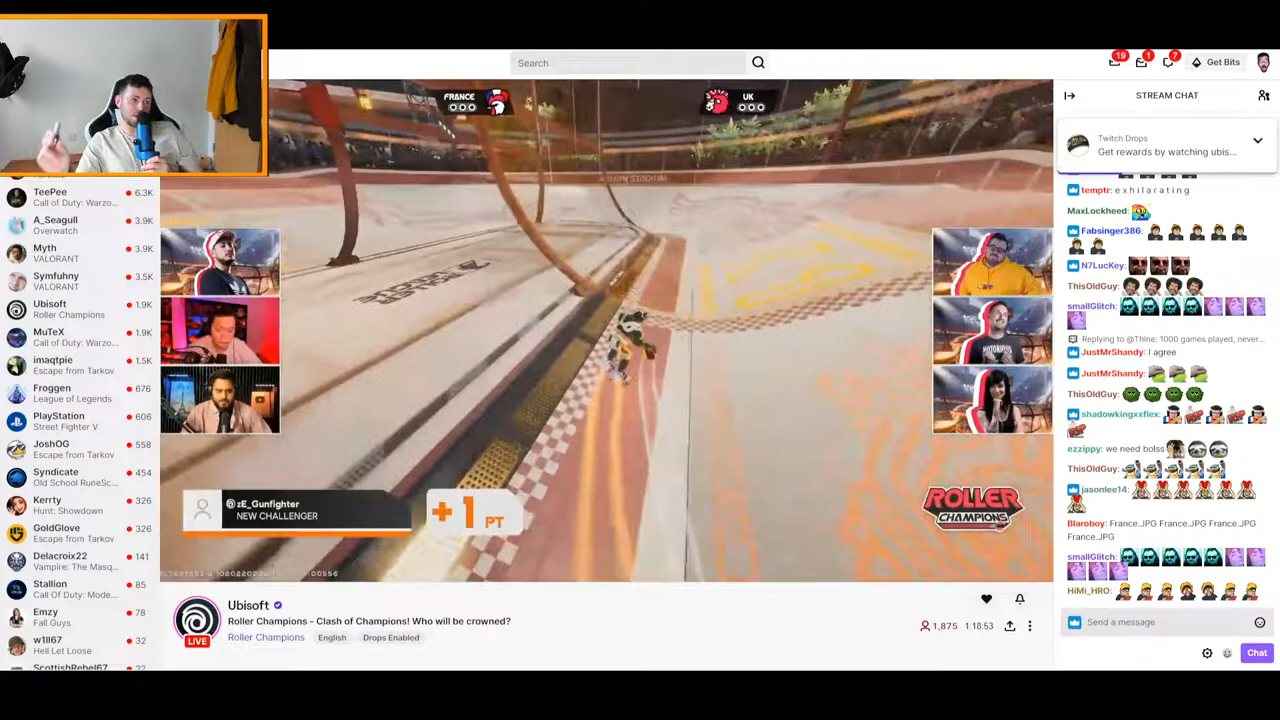 Search
19
1
7
Get Bits
TeePee
6.3K
Call of Duty: Warzo...
A_Seagull
3.9K
Overwatch
Myth
3.9K
VALORANT
Symfuhny
3.5K
VALORANT
Ubisoft
1.9K
Roller Champions
MuTeX
1.9K
Call of Duty: Warzo...
imaqtpie
1.5K
Escape from Tarkov
Froggen
676
League of Legends
PlayStation
606
Street Fighter V
JoshOG
558
Escape from Tarkov
Syndicate
454
Old School RuneSc...
Kerrty
326
Hunt: Showdown
GoldGlove
326
Escape from Tarkov
Delacroix22
141
Vampire: The Masq...
Stallion
85
Call Of Duty: Mode...
Emzy
78
Fall Guys
w1ll67
32
Hell Let Loose
ScottishRebel67
22
FRANCE
UK
STADIUM
@zE_Gunfighter
NEW CHALLENGER
+1 PT
ROLLER
CHAMPIONS
Ubisoft
LIVE
Roller Champions - Clash of Champions! Who will be crowned?
Roller Champions
English
Drops Enabled
1,875
1:18:53
STREAM CHAT
Twitch Drops
Get rewards by watching ubis...
temptr: e x h i l a r a t i n g
MaxLockheed:
Fabsinger386:
N7LucKey:
ThisOldGuy:
smallGlitch:
Replying to @Thine: 1000 games played, never...
JustMrShandy: I agree
JustMrShandy:
ThisOldGuy:
shadowkingxxflex:
ezzippy: we need bolss
ThisOldGuy:
jasonlee14:
Blaroboy: France.JPG France.JPG France.JPG
France.JPG
smallGlitch:
HiMi_HRO:
Send a message
Chat